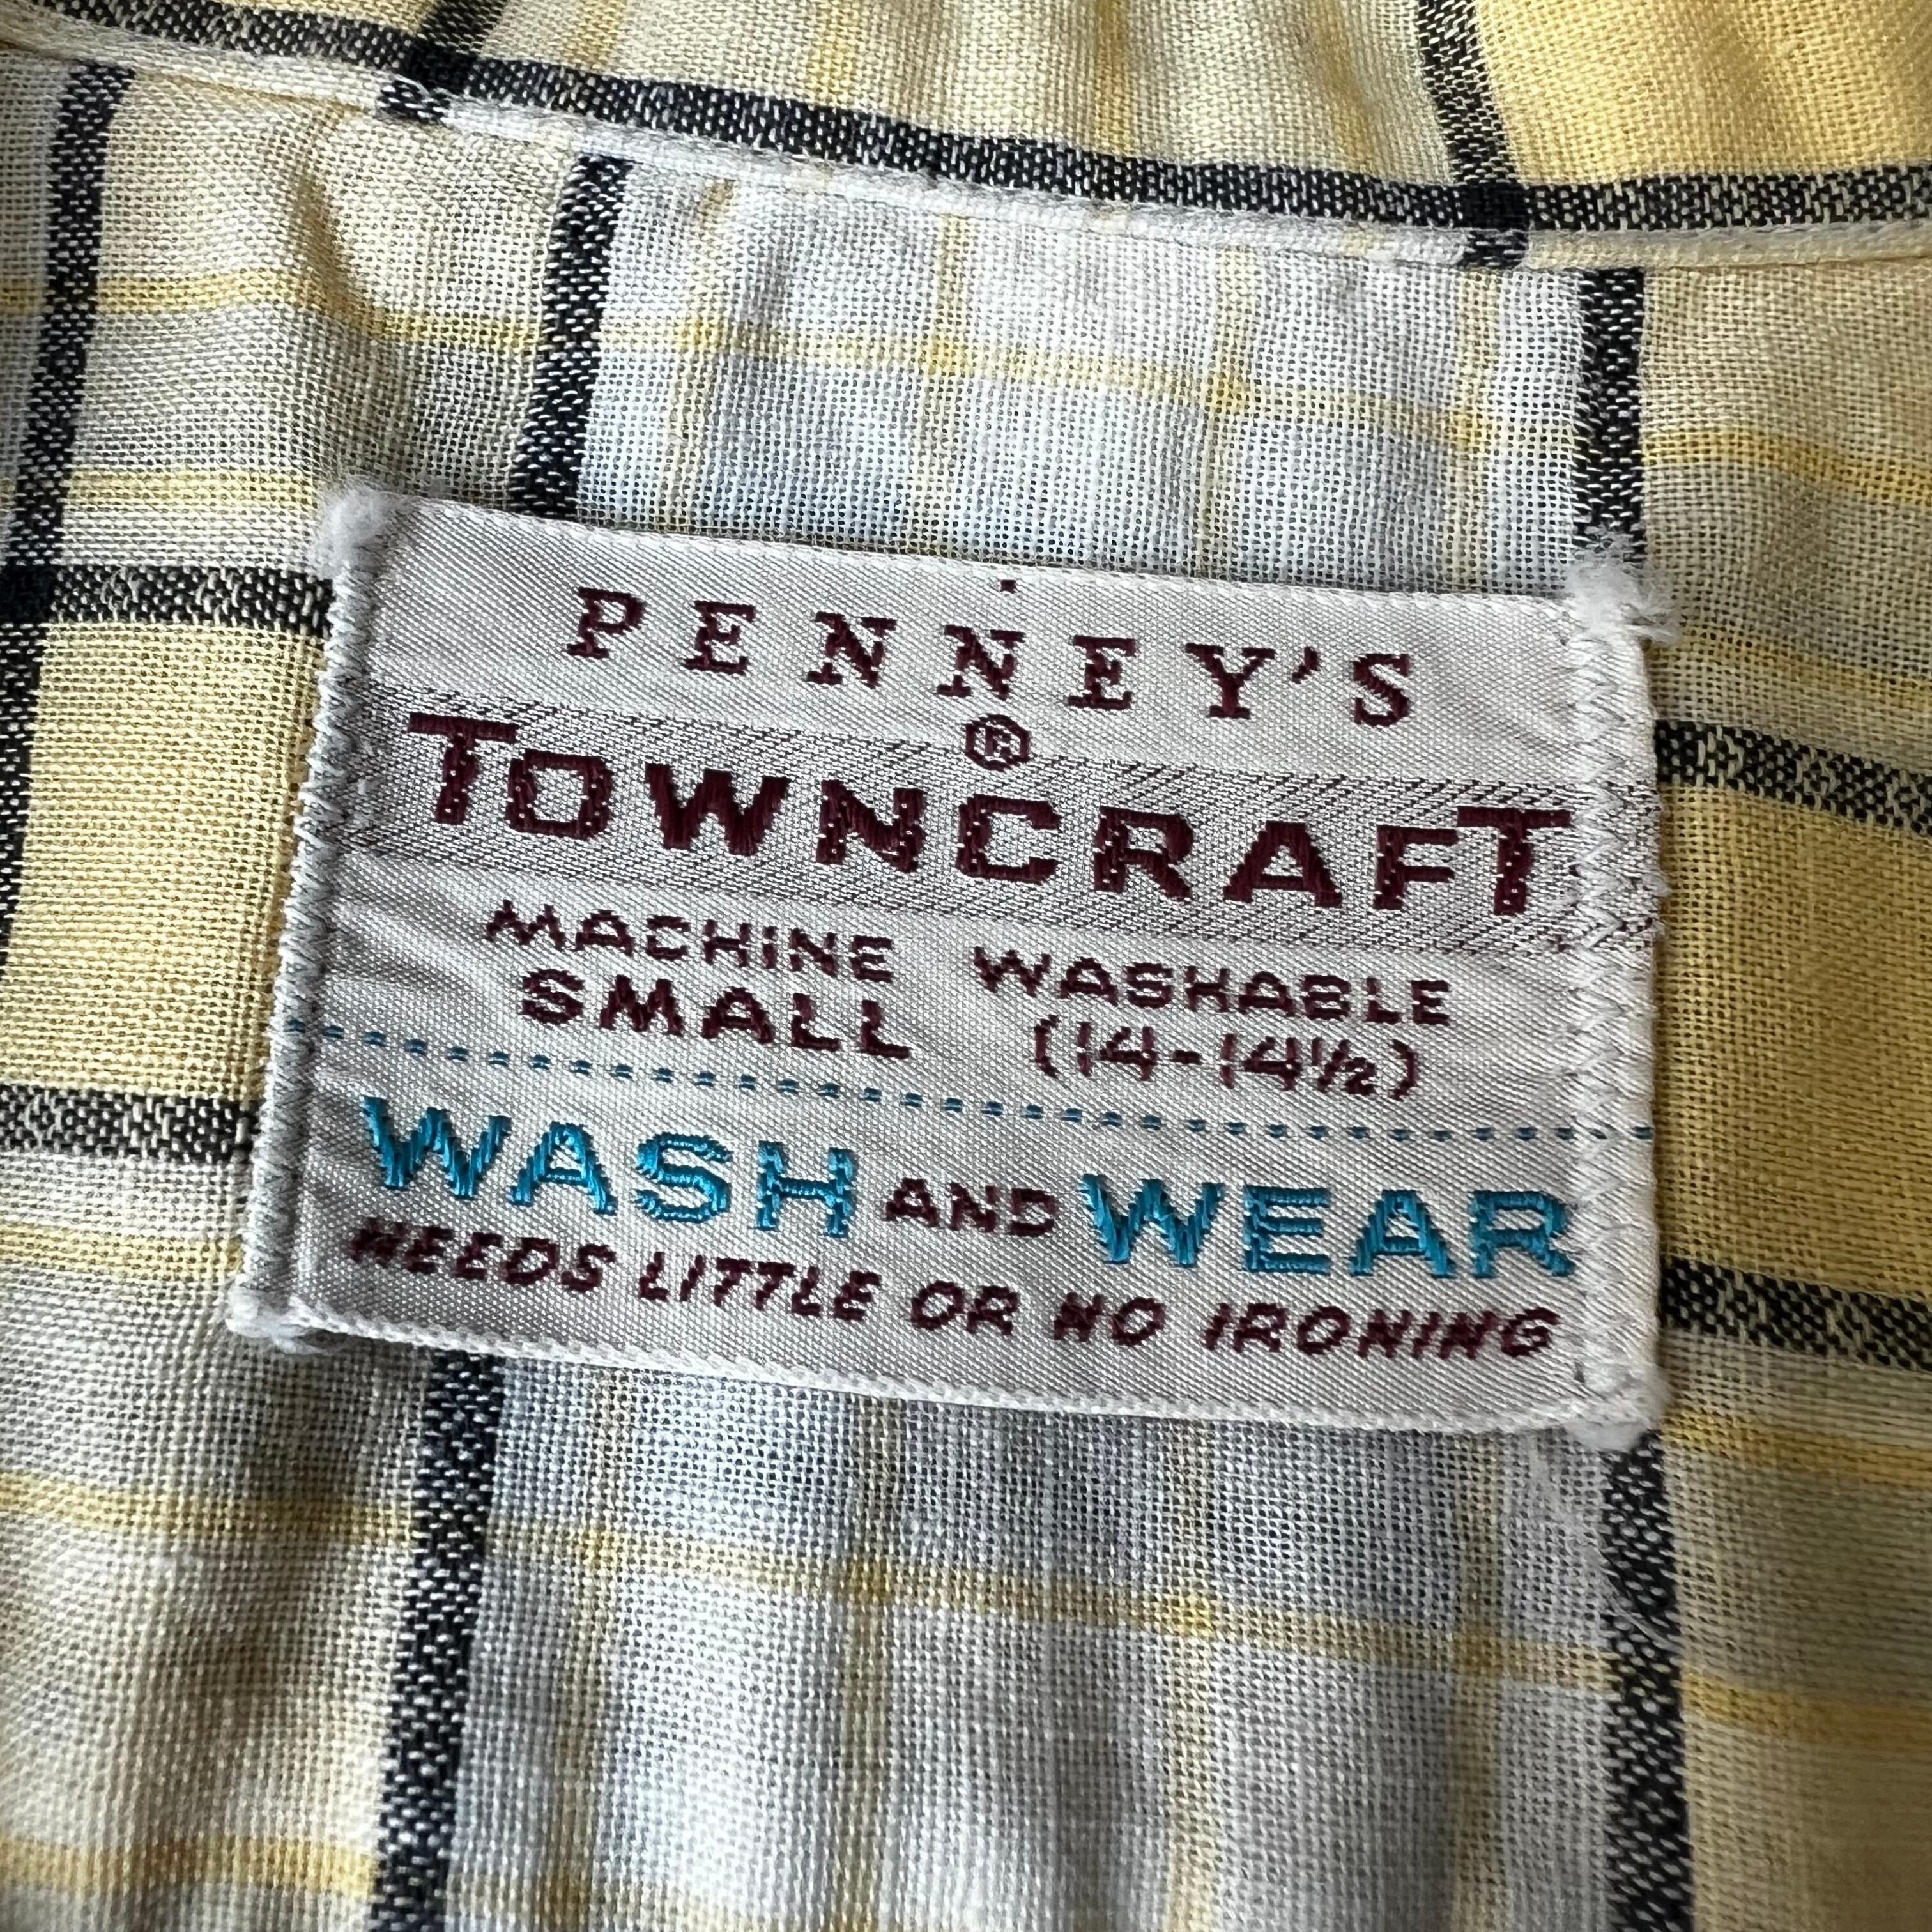 PENNEY'S
®
TOWNCRAFT
MACHINE WASHABLE
SMALL (14-14½)
WASH AND WEAR
NEEDS LITTLE OR NO IRONING